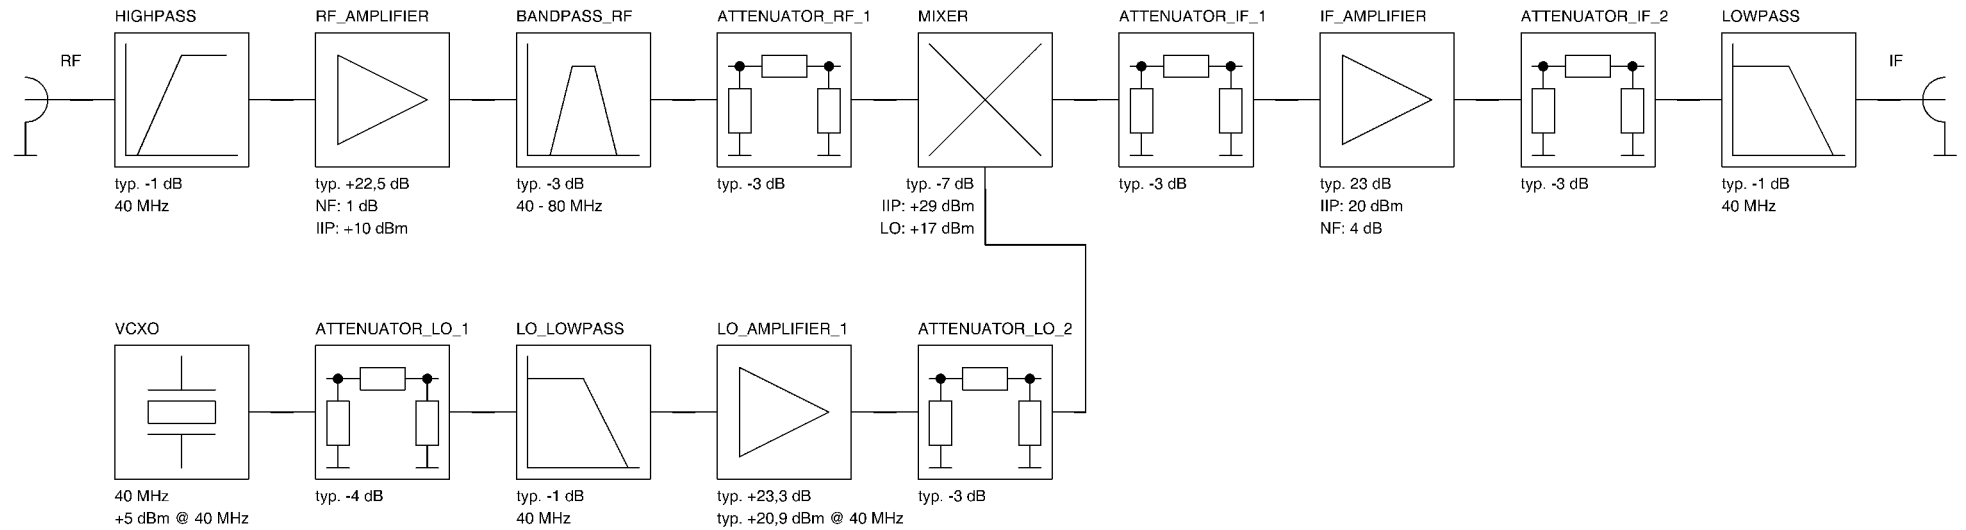 HIGHPASS RF_AMPLIFIER BANDPASS_RF ATTENUATOR_RF_1 MIXER ATTENUATOR_IF_1 IF_AMPLIFIER ATTENUATOR_IF_2 LOWPASS
RF IF
typ. -1 dB typ. +22,5 dB typ. -3 dB typ. -3 dB typ. -7 dB typ. -3 dB typ. 23 dB typ. -3 dB typ. -1 dB
40 MHz NF: 1 dB 40 - 80 MHz IIP: +29 dBm IIP: 20 dBm 40 MHz
IIP: +10 dBm LO: +17 dBm NF: 4 dB
VCXO ATTENUATOR_LO_1 LO_LOWPASS LO_AMPLIFIER_1 ATTENUATOR_LO_2
40 MHz typ. -4 dB typ. -1 dB typ. +23,3 dB typ. -3 dB
+5 dBm @ 40 MHz 40 MHz typ. +20,9 dBm @ 40 MHz